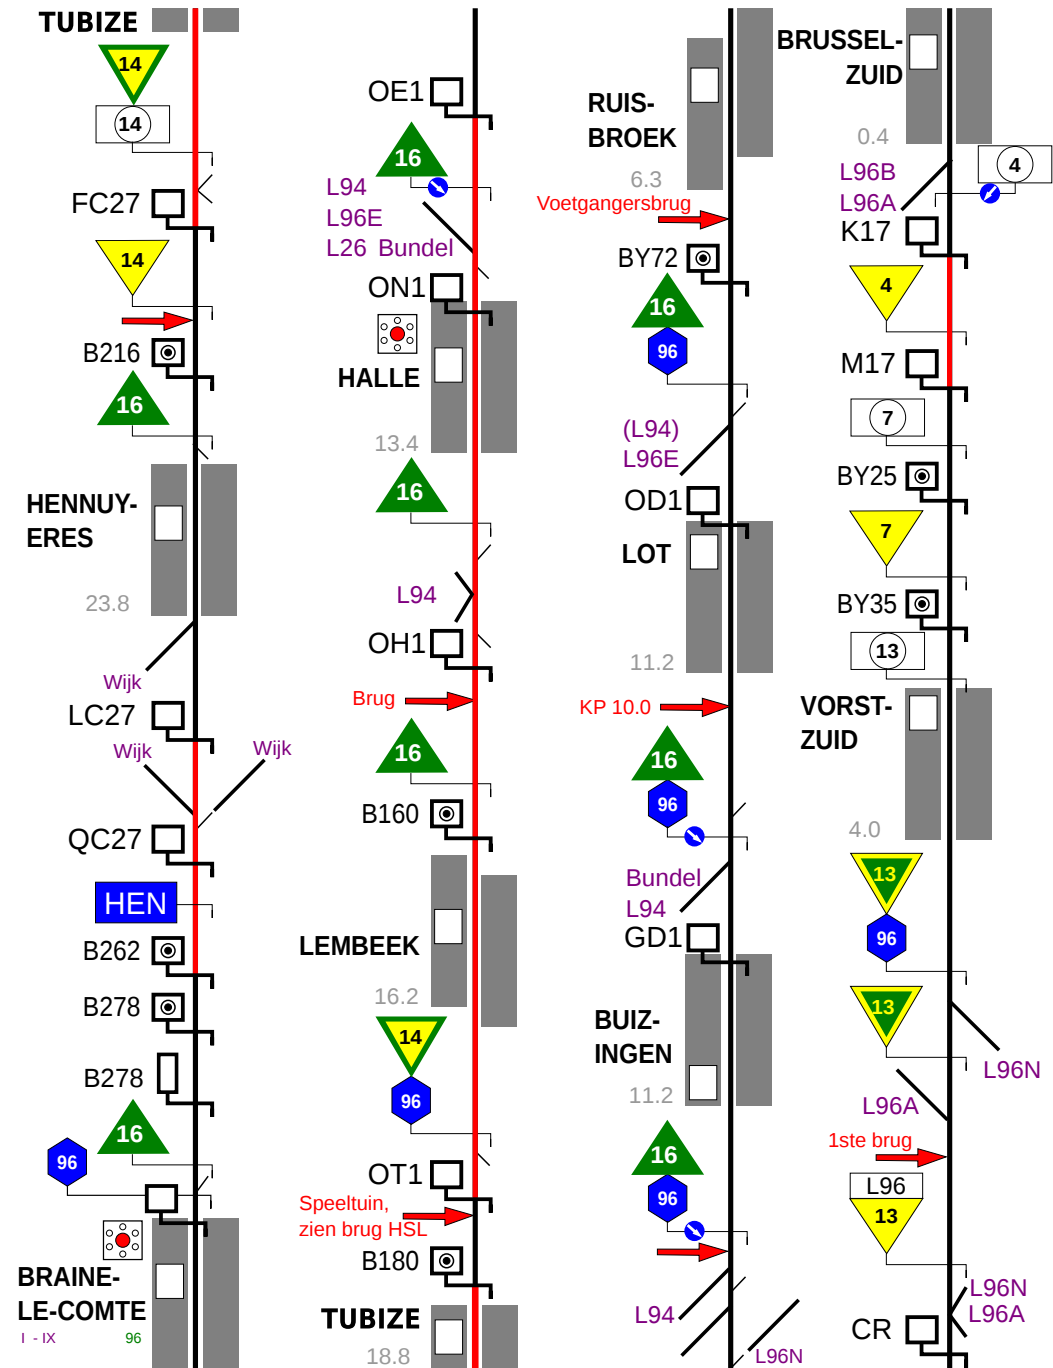 TUBIZE
14
14
FC27
14
B216
16
HENNUY-
ERES
23.8
Wijk
LC27
Wijk
Wijk
QC27
HEN
B262
B278
B278
16
96
BRAINE-
LE-COMTE
I - IX
96
OE1
16
L94
L96E
L26 Bundel
ON1
HALLE
13.4
16
L94
OH1
Brug
16
B160
LEMBEEK
16.2
14
96
OT1
Speeltuin,
zien brug HSL
B180
TUBIZE
18.8
RUIS-
BROEK
6.3
Voetgangersbrug
BY72
16
96
(L94)
L96E
OD1
LOT
11.2
KP 10.0
16
96
Bundel
L94
GD1
BUIZ-
INGEN
11.2
16
96
L94
L96N
BRUSSEL-
ZUID
0.4
4
L96B
L96A
K17
4
M17
7
BY25
7
BY35
13
VORST-
ZUID
4.0
13
96
13
L96N
L96A
1ste brug
L96
13
L96N
L96A
CR